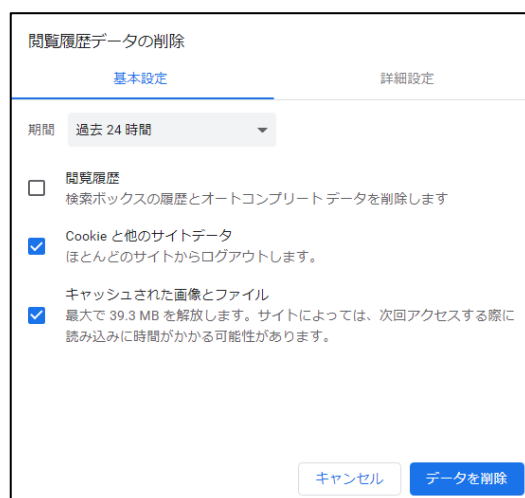 閲覧履歴データの削除
基本設定 詳細設定
期間 過去 24 時間
閲覧履歴
検索ボックスの履歴とオートコンプリート データを削除します
Cookie と他のサイトデータ
ほとんどのサイトからログアウトします。
キャッシュされた画像とファイル
最大で 39.3 MB を解放します。サイトによっては、次回アクセスする際に
読み込みに時間がかかる可能性があります。
キャンセル データを削除